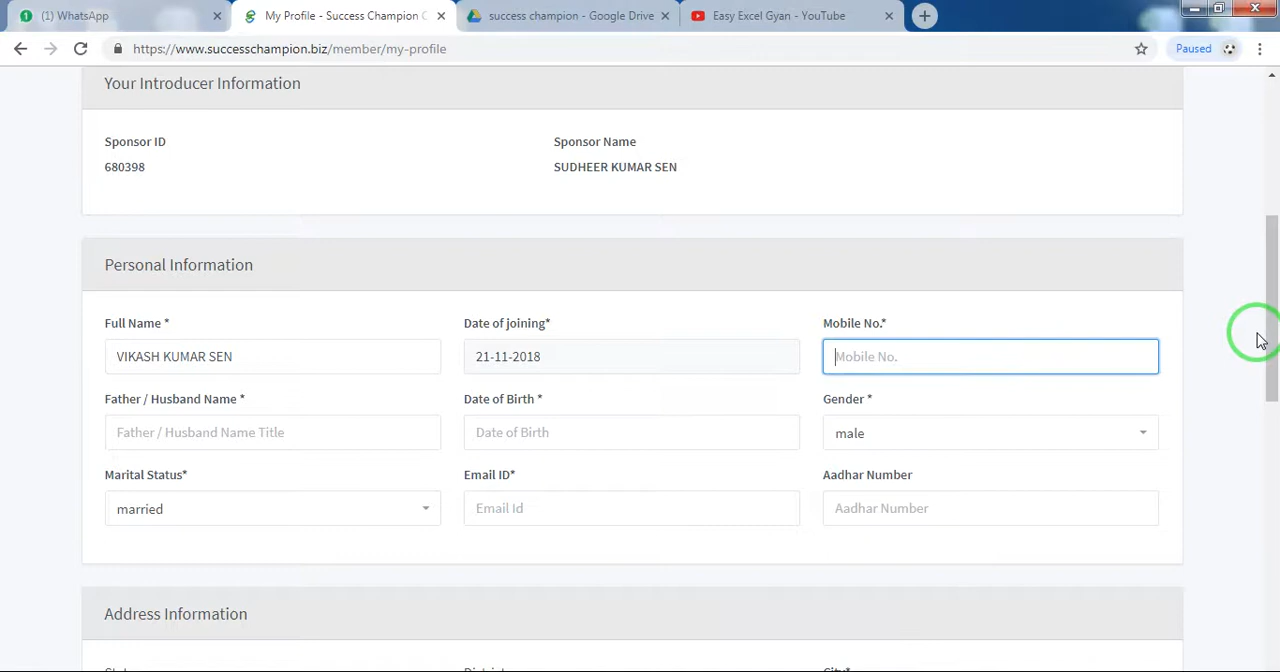 (1) WhatsApp
My Profile - Success Champion C
success champion - Google Drive
Easy Excel Gyan - YouTube
https://www.successchampion.biz/member/my-profile
Paused
Your Introducer Information
Sponsor ID
Sponsor Name
680398
SUDHEER KUMAR SEN
Personal Information
Full Name *
Date of joining*
Mobile No.*
VIKASH KUMAR SEN
21-11-2018
Mobile No.
Father / Husband Name *
Date of Birth *
Gender *
Father / Husband Name Title
Date of Birth
male
Marital Status*
Email ID*
Aadhar Number
married
Email Id
Aadhar Number
Address Information